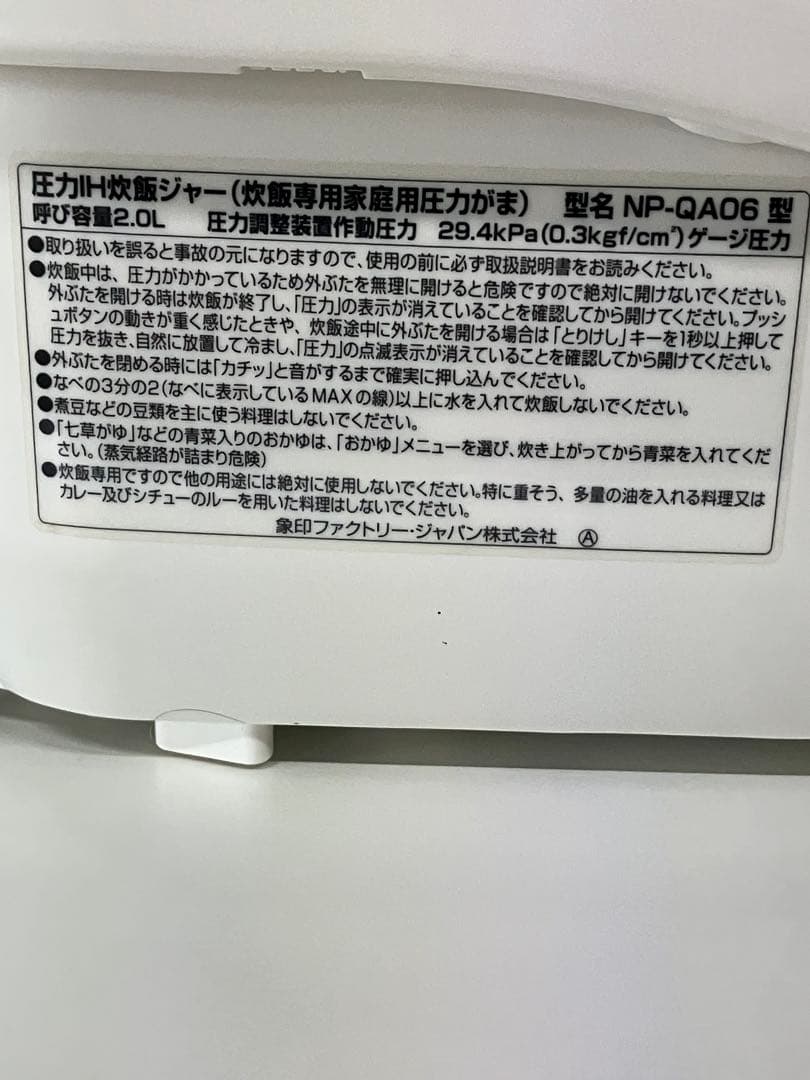 圧力IH炊飯ジャー(炊飯専用家庭用圧力がま) 型名 NP-QA06 型
呼び容量2.0L 圧力調整装置作動圧力 29.4kPa(0.3kgf/cm²)ゲージ圧力
●取り扱いを誤ると事故の元になりますので、使用の前に必ず取扱説明書をお読みください。
●炊飯中は、圧力がかかっているため外ぶたを無理に開けると危険ですので絶対に開けないでください。
外ぶたを開ける時は炊飯が終了し、「圧力」の表示が消えていることを確認してから開けてください。プッシ
ュボタンの動きが重く感じたときや、炊飯途中に外ぶたを開ける場合は「とりけし」キーを1秒以上押して
圧力を抜き、自然に放置して冷まし、「圧力」の点滅表示が消えていることを確認してから開けてください。
●外ぶたを閉める時には「カチッ」と音がするまで確実に押し込んでください。
●なべの3分の2(なべに表示しているMAXの線)以上に水を入れて炊飯しないでください。
●煮豆などの豆類を主に使う料理はしないでください。
●「七草がゆ」などの青菜入りのおかゆは、「おかゆ」メニューを選び、炊き上がってから青菜を入れてくだ
さい。(蒸気経路が詰まり危険)
●炊飯専用ですので他の用途には絶対に使用しないでください。特に重そう、多量の油を入れる料理又は
カレー及びシチューのルーを用いた料理はしないでください。
象印ファクトリー・ジャパン株式会社 Ⓐ